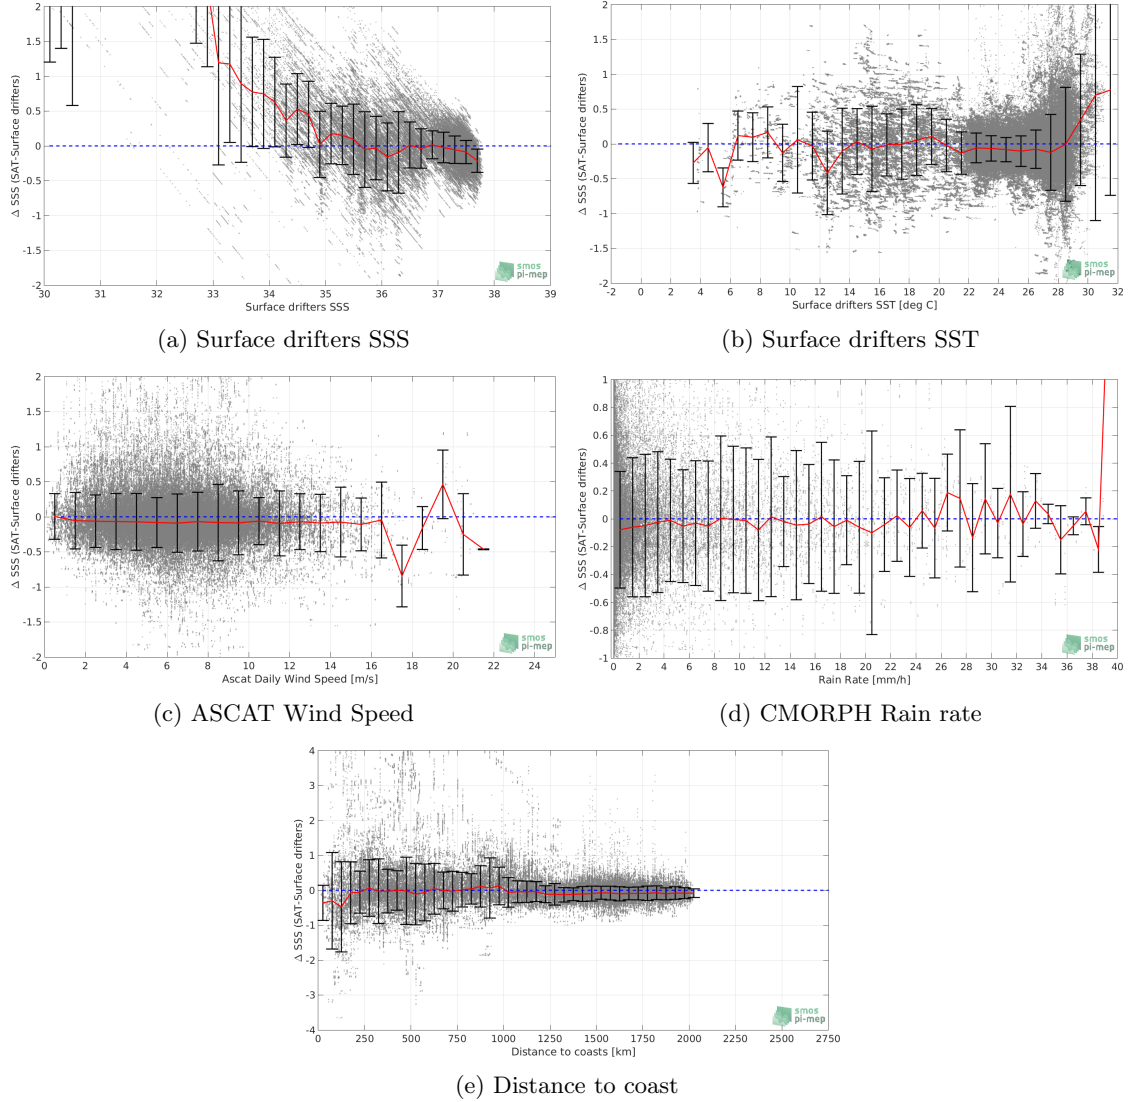 2
1.5
1
0.5
0
-0.5
-1
-1.5
-2
Δ SSS (SAT-Surface drifters)
30 31 32 33 34 35 36 37 38 39
Surface drifters SSS
smos
pi-mep
(a) Surface drifters SSS
2
1.5
1
0.5
0
-0.5
-1
-1.5
-2
Δ SSS (SAT-Surface drifters)
-2 0 2 4 6 8 10 12 14 16 18 20 22 24 26 28 30 32
Surface drifters SST [deg C]
smos
pi-mep
(b) Surface drifters SST
2
1.5
1
0.5
0
-0.5
-1
-1.5
-2
Δ SSS (SAT-Surface drifters)
0 2 4 6 8 10 12 14 16 18 20 22 24
Ascat Daily Wind Speed [m/s]
smos
pi-mep
(c) ASCAT Wind Speed
1
0.8
0.6
0.4
0.2
0
-0.2
-0.4
-0.6
-0.8
-1
Δ SSS (SAT-Surface drifters)
0 2 4 6 8 10 12 14 16 18 20 22 24 26 28 30 32 34 36 38 40
Rain Rate [mm/h]
smos
pi-mep
(d) CMORPH Rain rate
4
3
2
1
0
-1
-2
-3
-4
Δ SSS (SAT-Surface drifters)
0 250 500 750 1000 1250 1500 1750 2000 2250 2500 2750
Distance to coasts [km]
smos
pi-mep
(e) Distance to coast